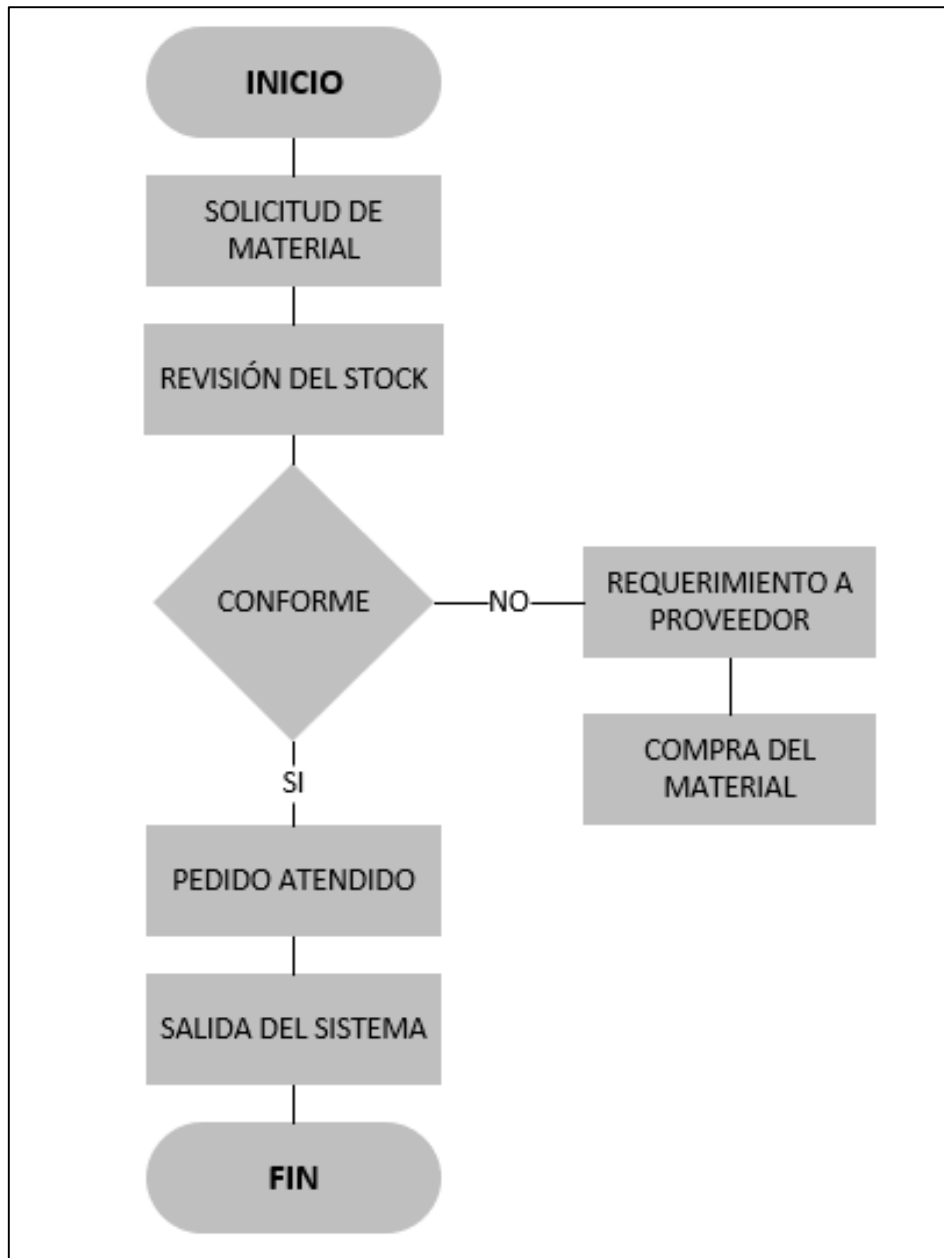 INICIO
SOLICITUD DE
MATERIAL
REVISIÓN DEL STOCK
CONFORME
NO
REQUERIMIENTO A
PROVEEDOR
COMPRA DEL
MATERIAL
SI
PEDIDO ATENDIDO
SALIDA DEL SISTEMA
FIN